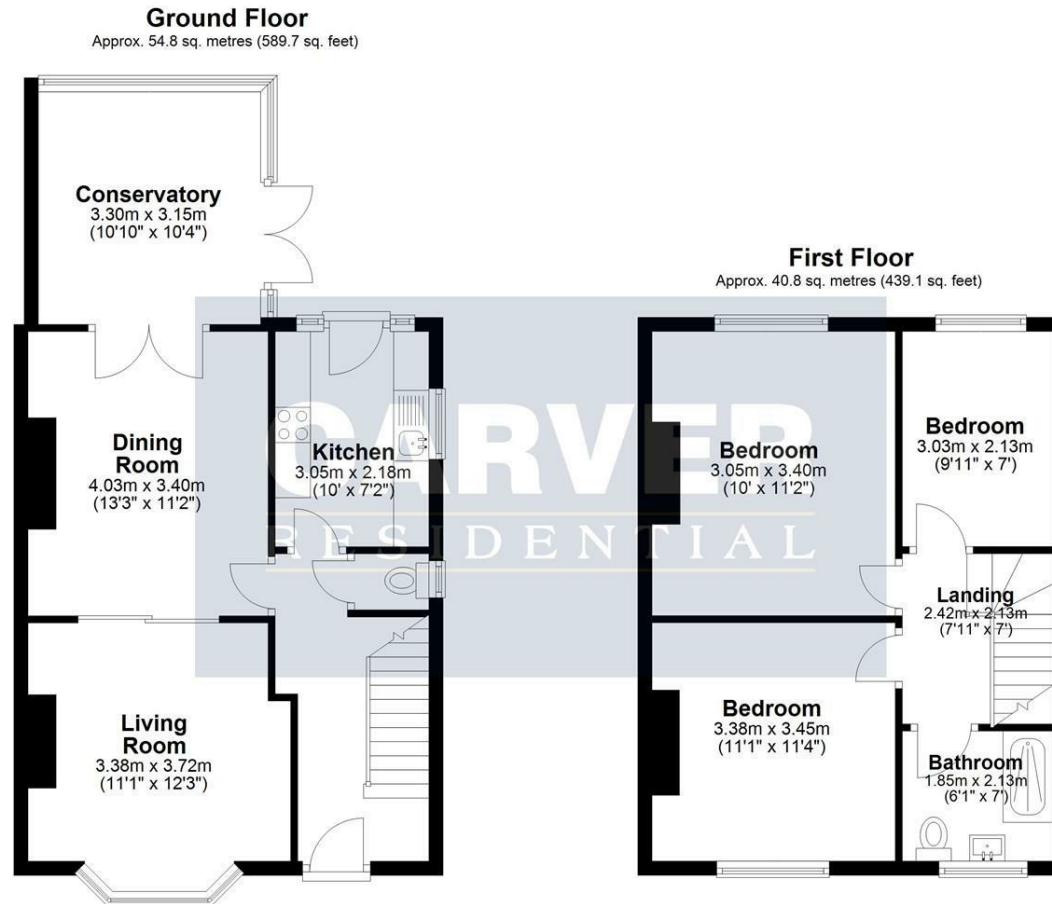 Ground Floor
Approx. 54.8 sq. metres (589.7 sq. feet)
Conservatory
3.30m x 3.15m
(10'10" x 10'4")
Dining
Room
4.03m x 3.40m
(13'3" x 11'2")
Kitchen
3.05m x 2.18m
(10' x 7'2")
Living
Room
3.38m x 3.72m
(11'1" x 12'3")
First Floor
Approx. 40.8 sq. metres (439.1 sq. feet)
Bedroom
3.05m x 3.40m
(10' x 11'2")
Bedroom
3.03m x 2.13m
(9'11" x 7')
Landing
2.42m x 2.13m
(7'11" x 7')
Bedroom
3.38m x 3.45m
(11'1" x 11'4")
Bathroom
1.85m x 2.13m
(6'1" x 7')
CARVER
RESIDENTIAL